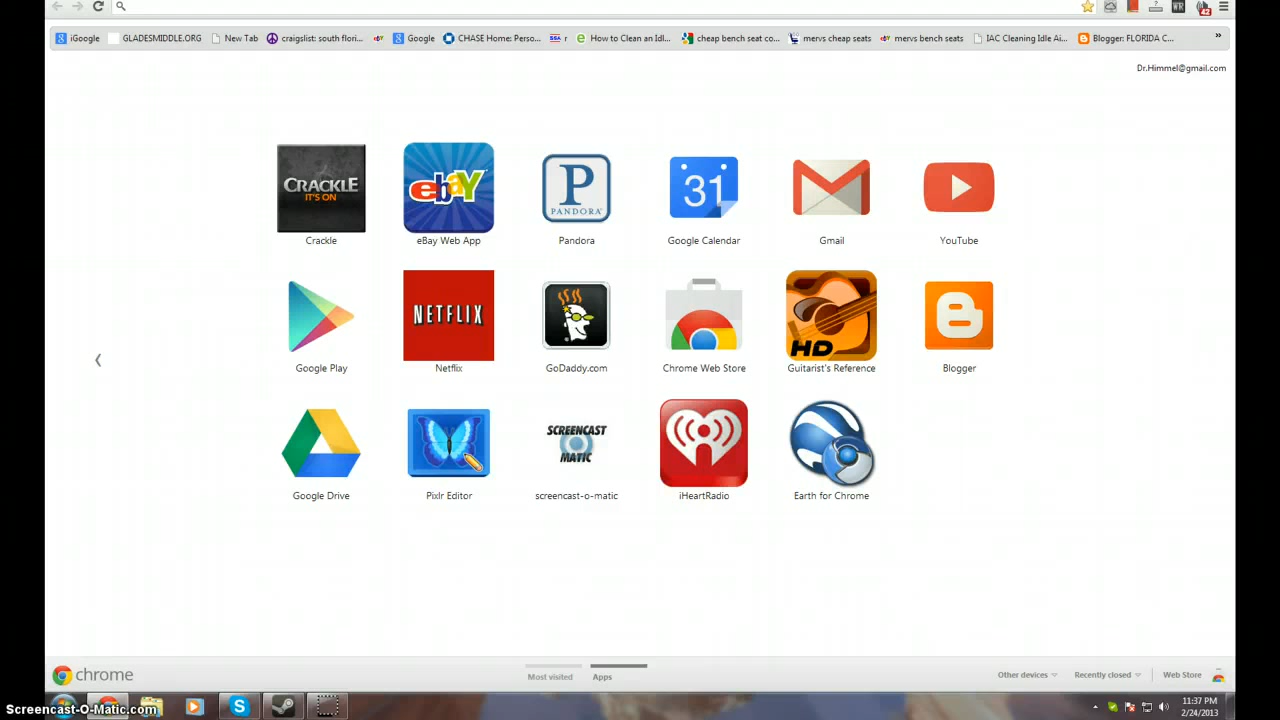 iGoogle GLADESMIDDLE.ORG New Tab craigslist: south flori... Google CHASE Home: Perso... SSA r How to Clean an Idl... cheap bench seat co... mervs cheap seats mervs bench seats IAC Cleaning Idle Ai... Blogger: FLORIDA C... »
Dr.Himmel@gmail.com
CRACKLE
IT'S ON
ebaY
P
PANDORA
31
Crackle eBay Web App Pandora Google Calendar Gmail YouTube
NETFLIX
HD
Google Play Netflix GoDaddy.com Chrome Web Store Guitarist's Reference Blogger
SCREENCAST
MATIC
Google Drive Pixlr Editor screencast-o-matic iHeartRadio Earth for Chrome
chrome Most visited Apps Other devices Recently closed Web Store
11:37 PM
2/24/2013
Screencast-O-Matic.com